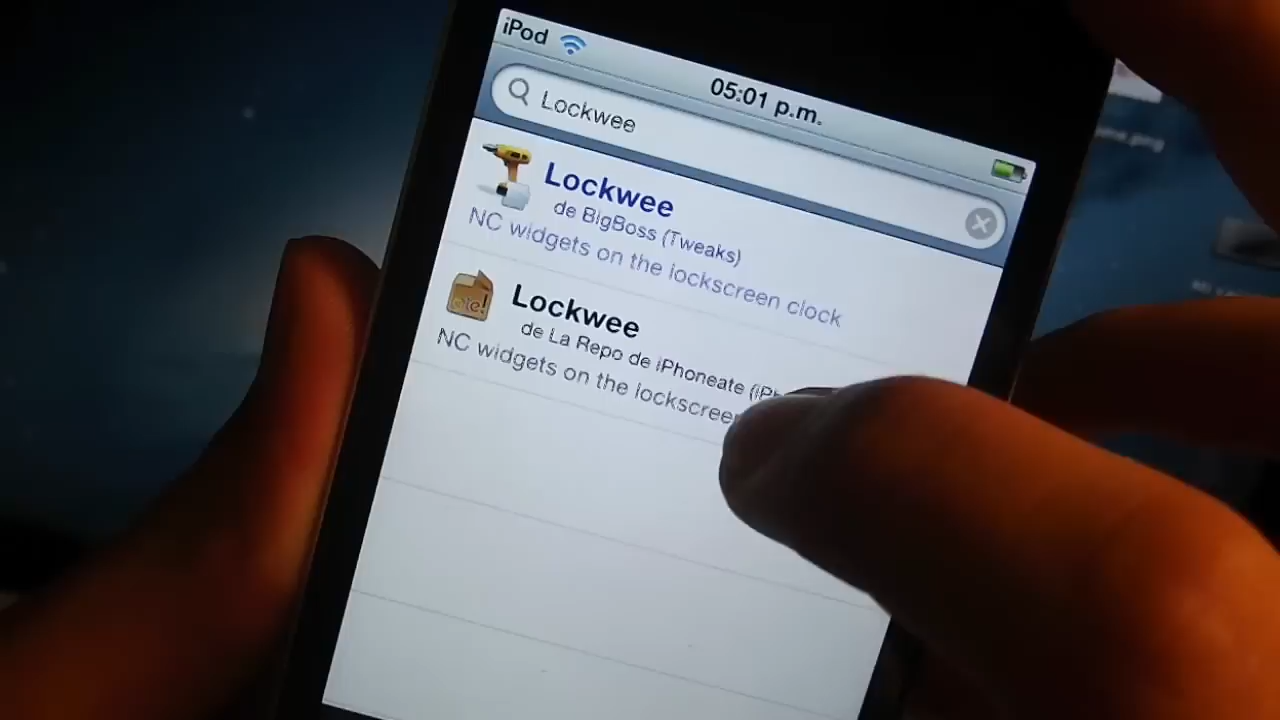 iPod
05:01 p.m.
Lockwee
Lockwee
de BigBoss (Tweaks)
NC widgets on the lockscreen clock
Lockwee
de La Repo de iPhoneate
NC widgets on the lockscreen